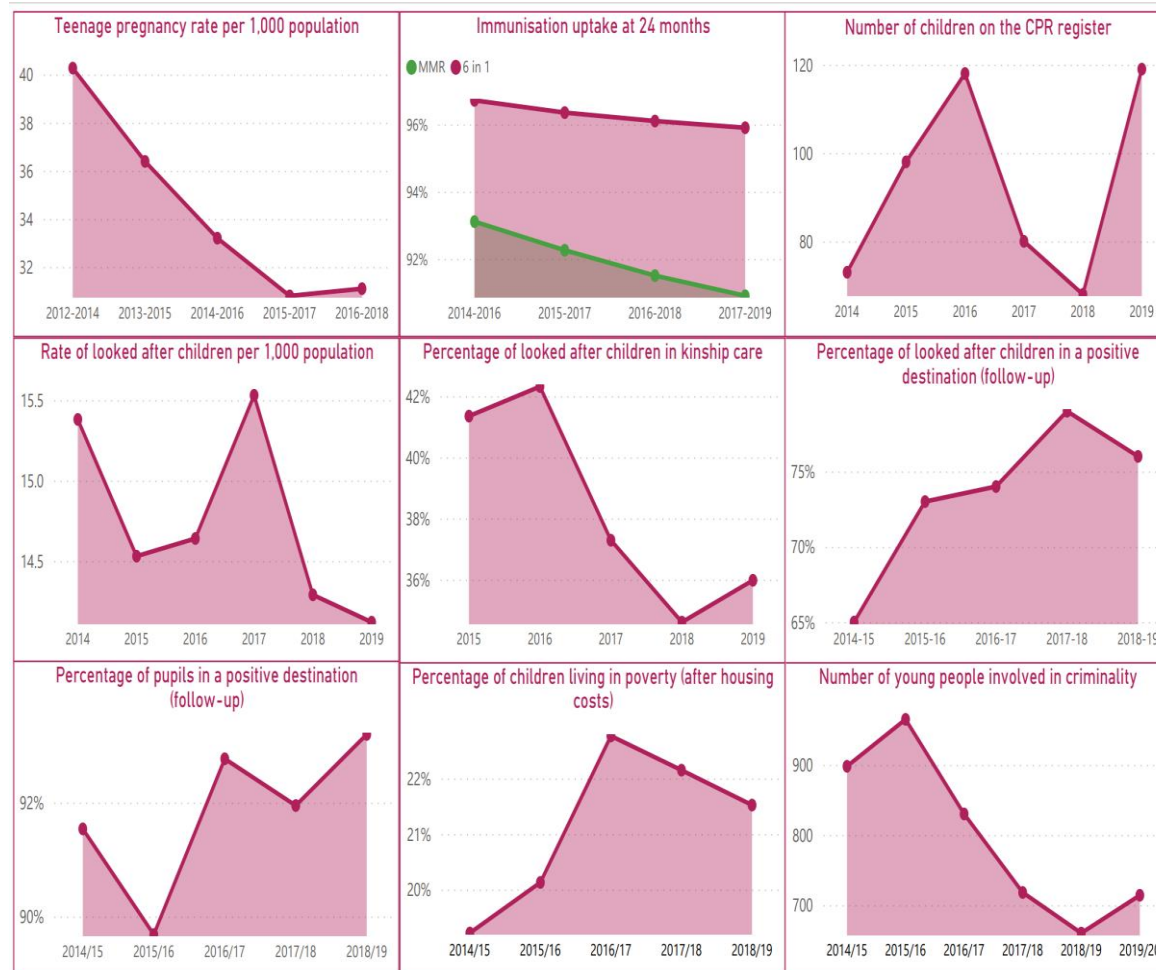 Teenage pregnancy rate per 1,000 population
40
38
36
34
32
2012-2014 2013-2015 2014-2016 2015-2017 2016-2018
Immunisation uptake at 24 months
MMR 6 in 1
96%
94%
92%
2014-2016 2015-2017 2016-2018 2017-2019
Number of children on the CPR register
120
100
80
2014 2015 2016 2017 2018 2019
Rate of looked after children per 1,000 population
15.5
15.0
14.5
2014 2015 2016 2017 2018 2019
Percentage of looked after children in kinship care
42%
40%
38%
36%
2015 2016 2017 2018 2019
Percentage of looked after children in a positive
destination (follow-up)
75%
70%
65%
2014-15 2015-16 2016-17 2017-18 2018-19
Percentage of pupils in a positive destination
(follow-up)
92%
90%
2014/15 2015/16 2016/17 2017/18 2018/19
Percentage of children living in poverty (after housing
costs)
22%
21%
20%
2014/15 2015/16 2016/17 2017/18 2018/19
Number of young people involved in criminality
900
800
700
2014/15 2015/16 2016/17 2017/18 2018/19 2019/20